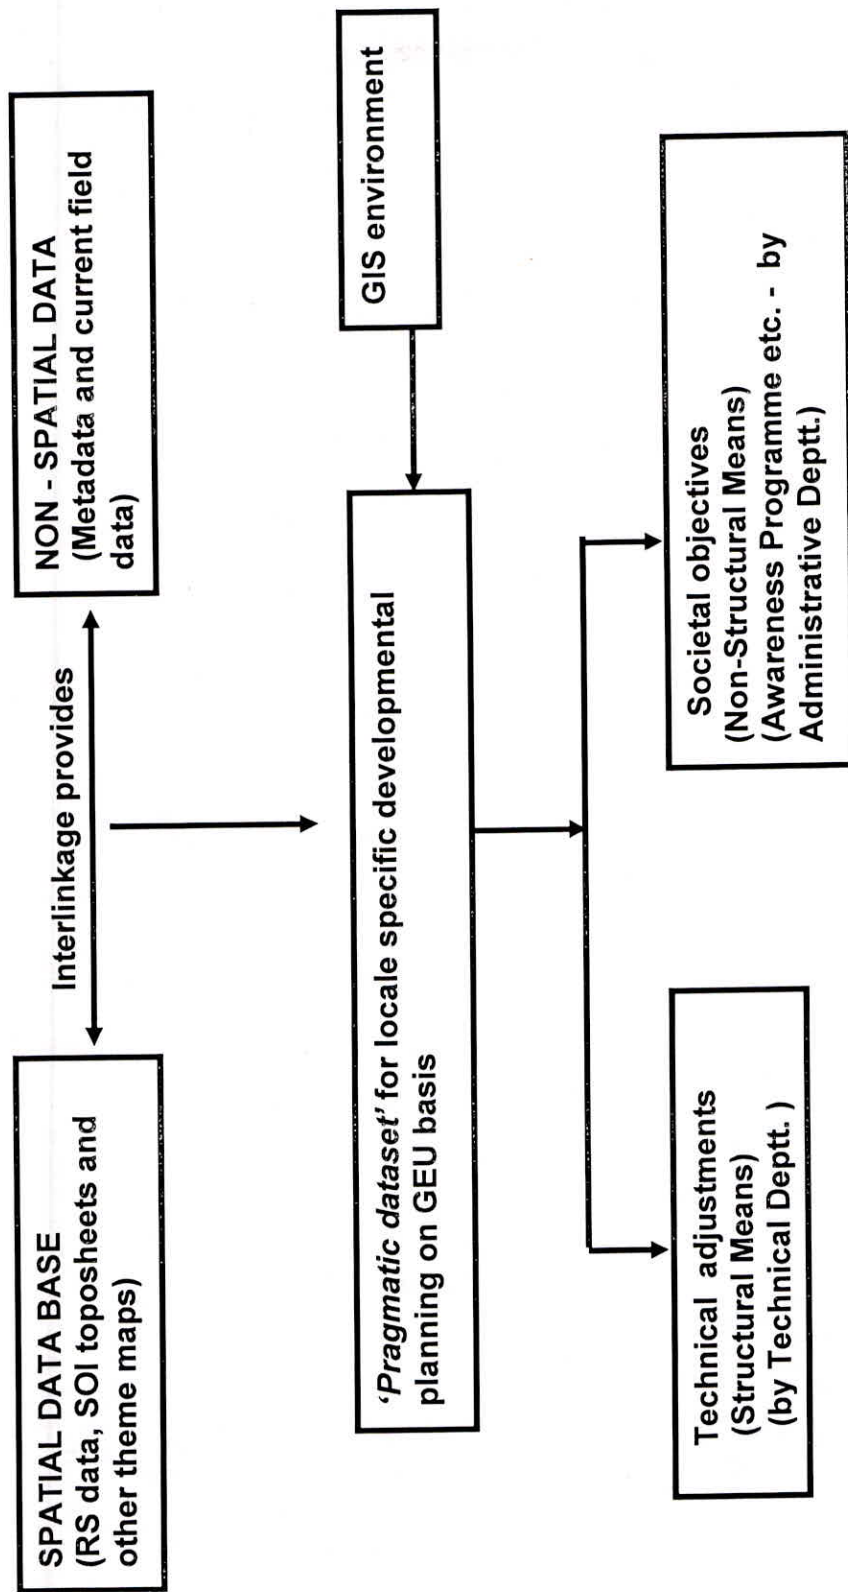 SPATIAL DATA BASE
(RS data, SOI toposheets and
other theme maps)
Interlinkage provides
NON - SPATIAL DATA
(Metadata and current field
data)
‘Pragmatic dataset’ for locale specific developmental
planning on GEU basis
GIS environment
Technical adjustments
(Structural Means)
(by Technical Deptt. )
Societal objectives
(Non-Structural Means)
(Awareness Programme etc. - by
Administrative Deptt.)